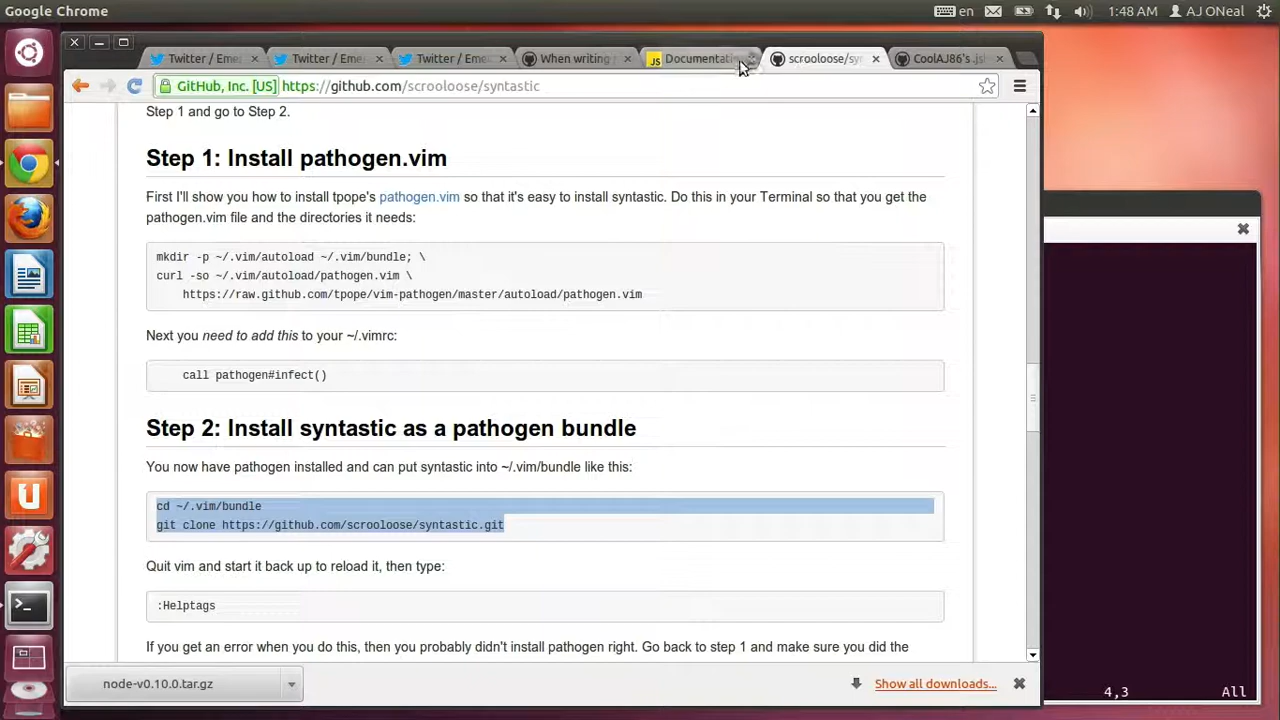 Google Chrome
en
1:48 AM
AJ ONeal
Twitter / Eme
Twitter / Eme
Twitter / Eme
When writing
Documentati
scrooloose/sy
CoolAJ86's .js
GitHub, Inc. [US]
https://github.com/scrooloose/syntastic
Step 1 and go to Step 2.
Step 1: Install pathogen.vim
First I'll show you how to install tpope's pathogen.vim so that it's easy to install syntastic. Do this in your Terminal so that you get the
pathogen.vim file and the directories it needs:
mkdir -p ~/.vim/autoload ~/.vim/bundle; \
curl -so ~/.vim/autoload/pathogen.vim \
https://raw.github.com/tpope/vim-pathogen/master/autoload/pathogen.vim
Next you need to add this to your ~/.vimrc:
call pathogen#infect()
Step 2: Install syntastic as a pathogen bundle
You now have pathogen installed and can put syntastic into ~/.vim/bundle like this:
cd ~/.vim/bundle
git clone https://github.com/scrooloose/syntastic.git
Quit vim and start it back up to reload it, then type:
:Helptags
If you get an error when you do this, then you probably didn't install pathogen right. Go back to step 1 and make sure you did the
node-v0.10.0.tar.gz
Show all downloads...
4,3
All